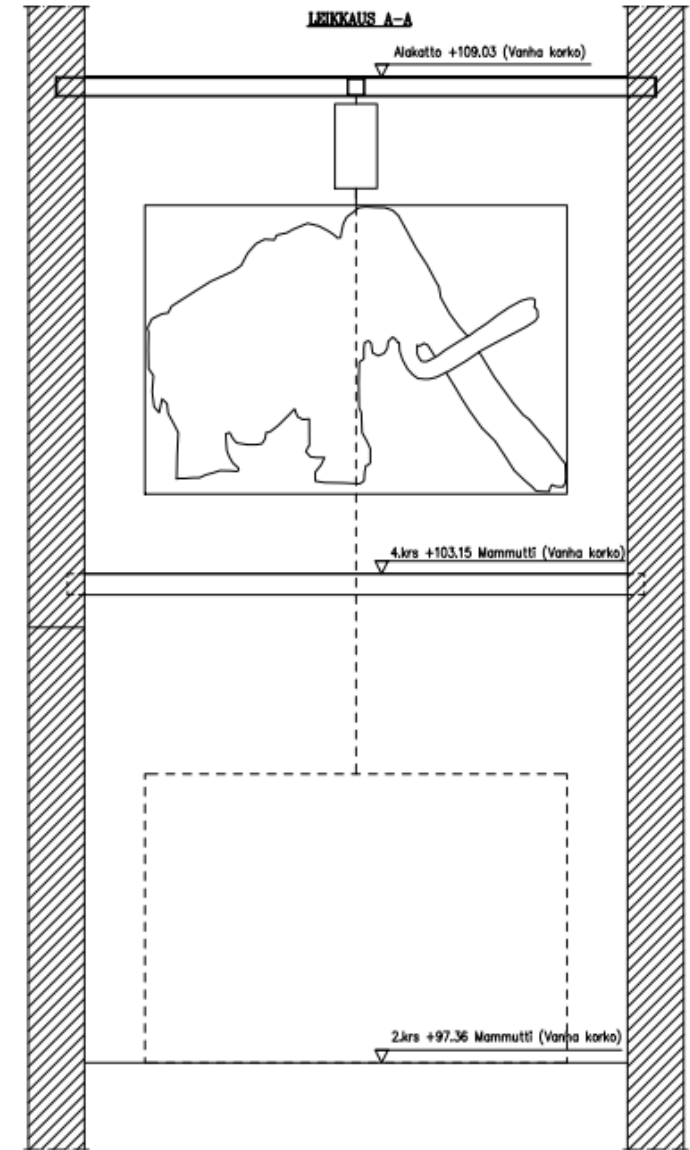 LEIKKAUS A-A
Alakatto +109.03 (Vanha korko)
4.krs +103.15 Mammutti (Vanha korko)
2.krs +97.36 Mammutti (Vanha korko)